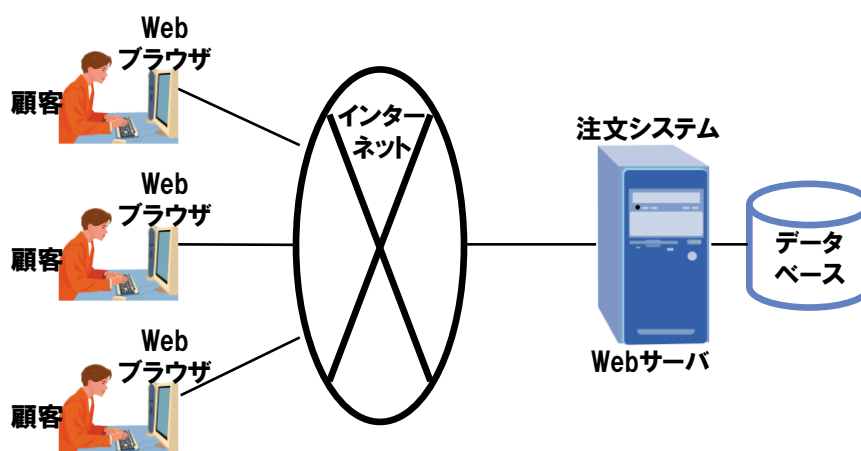 Web
ブラウザ
顧客
Web
ブラウザ
顧客
Web
ブラウザ
顧客
インター
ネット
注文システム
Webサーバ
データ
ベース